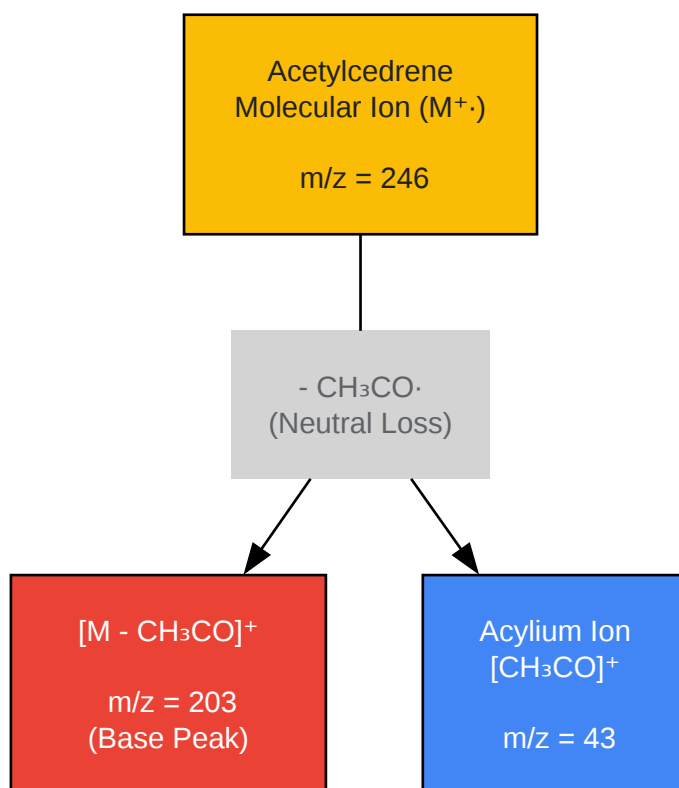 Acetylcedrene
Molecular Ion (M⁺·)
m/z = 246
- CH₃CO·
(Neutral Loss)
[M - CH₃CO]⁺
m/z = 203
(Base Peak)
Acylium Ion
[CH₃CO]⁺
m/z = 43